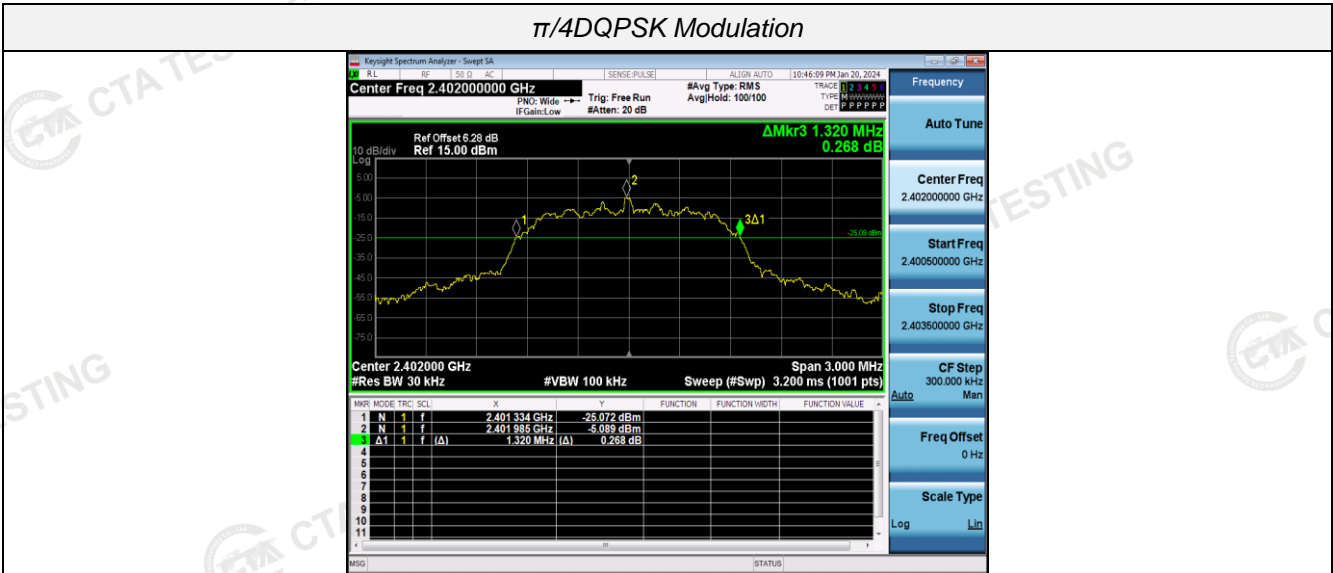 π/4DQPSK Modulation
Keysight Spectrum Analyzer - Swept SA
RL RF 50 Ω AC SENSE:PULSE ALIGN AUTO 10:46:09 PM Jan 20, 2024
Center Freq 2.402000000 GHz
PNO: Wide
IFGain:Low
Trig: Free Run
#Atten: 20 dB
#Avg Type: RMS
Avg|Hold: 100/100
TRACE 1 2 3 4 5 6
TYPE M WWWWW
DET P P P P P P
Frequency
Ref Offset 6.28 dB
10 dB/div Ref 15.00 dBm
Log
ΔMkr3 1.320 MHz
0.268 dB
5.00
-5.00
-15.0
-25.0
-35.0
-45.0
-55.0
-65.0
-75.0
1
2
3Δ1
-25.09 dBm
Center 2.402000 GHz Span 3.000 MHz
#Res BW 30 kHz #VBW 100 kHz Sweep (#Swp) 3.200 ms (1001 pts)
MKR MODE TRC SCL X Y FUNCTION FUNCTION WIDTH FUNCTION VALUE
1 N 1 f 2.401 334 GHz -25.072 dBm
2 N 1 f 2.401 985 GHz -5.089 dBm
3 Δ1 1 f (Δ) 1.320 MHz (Δ) 0.268 dB
4
5
6
7
8
9
10
11
MSG STATUS
Auto Tune
Center Freq
2.402000000 GHz
Start Freq
2.400500000 GHz
Stop Freq
2.403500000 GHz
CF Step
300.000 kHz
Auto Man
Freq Offset
0 Hz
Scale Type
Log Lin
CTA TES
TESTING
STING
CTA
C